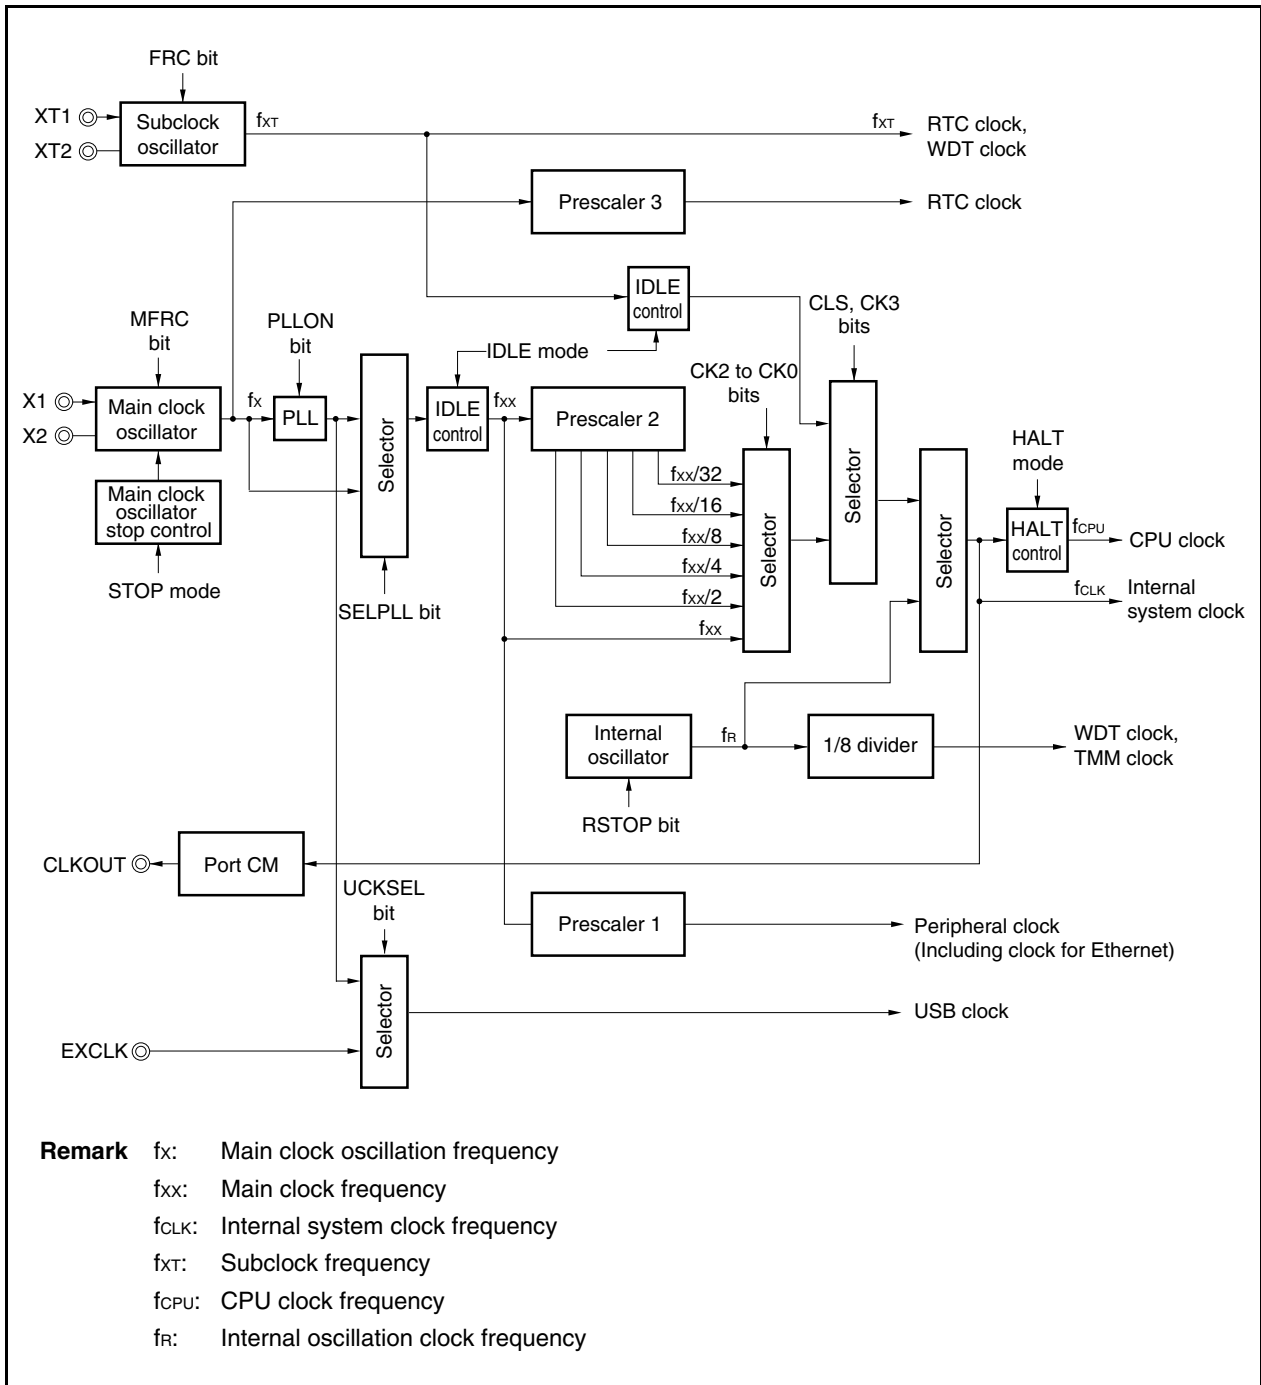 FRC bit
XT1
XT2
Subclock
oscillator
fXT
fXT
RTC clock,
WDT clock
Prescaler 3
RTC clock
IDLE
control
CLS, CK3
bits
MFRC
bit
PLLON
bit
IDLE mode
CK2 to CK0
bits
X1
X2
Main clock
oscillator
fX
PLL
Selector
IDLE
control
fXX
Prescaler 2
Selector
HALT
mode
Main clock
oscillator
stop control
STOP mode
SELPLL bit
fXX/32
fXX/16
fXX/8
fXX/4
fXX/2
fXX
Selector
Selector
HALT
control
fCPU
CPU clock
fCLK
Internal
system clock
Internal
oscillator
fR
1/8 divider
WDT clock,
TMM clock
RSTOP bit
CLKOUT
Port CM
UCKSEL
bit
Prescaler 1
Peripheral clock
(Including clock for Ethernet)
Selector
USB clock
EXCLK
Remark fX: Main clock oscillation frequency
fXX: Main clock frequency
fCLK: Internal system clock frequency
fXT: Subclock frequency
fCPU: CPU clock frequency
fR: Internal oscillation clock frequency